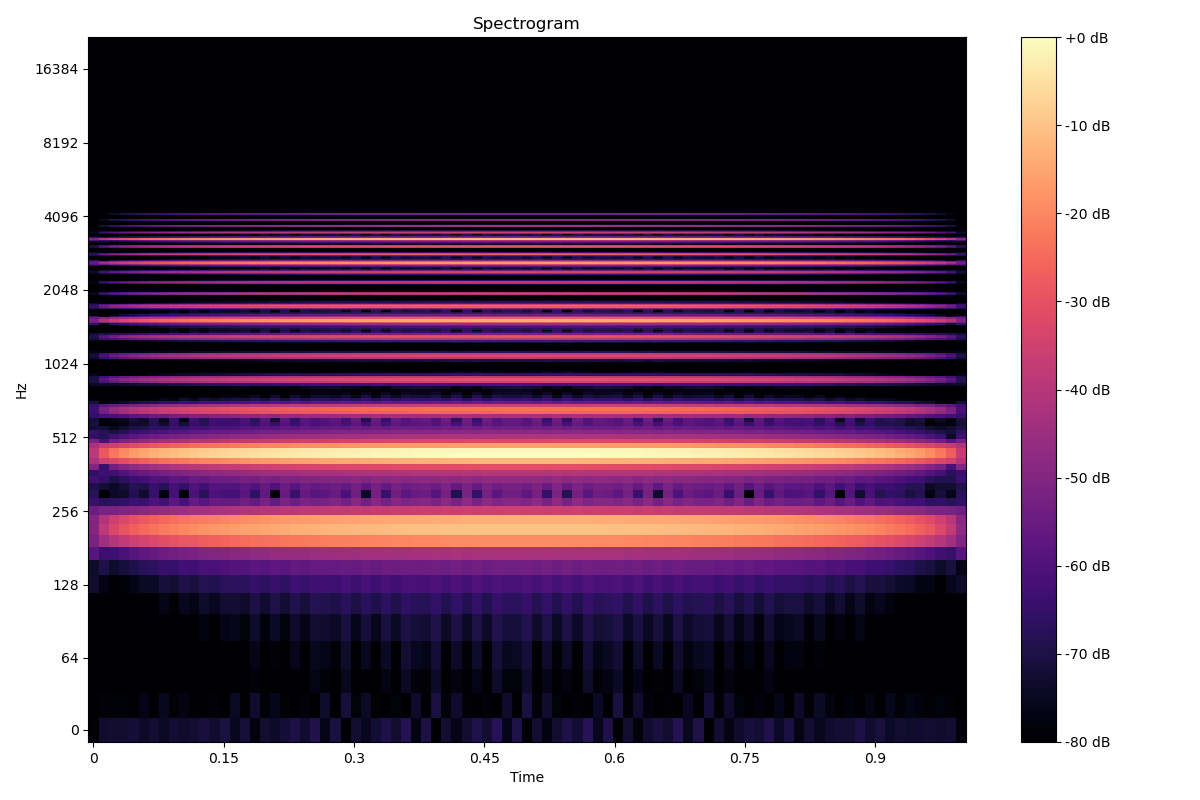 Spectrogram
Hz
16384
8192
4096
2048
1024
512
256
128
64
0
0 0.15 0.3 0.45 0.6 0.75 0.9
Time
+0 dB
-10 dB
-20 dB
-30 dB
-40 dB
-50 dB
-60 dB
-70 dB
-80 dB